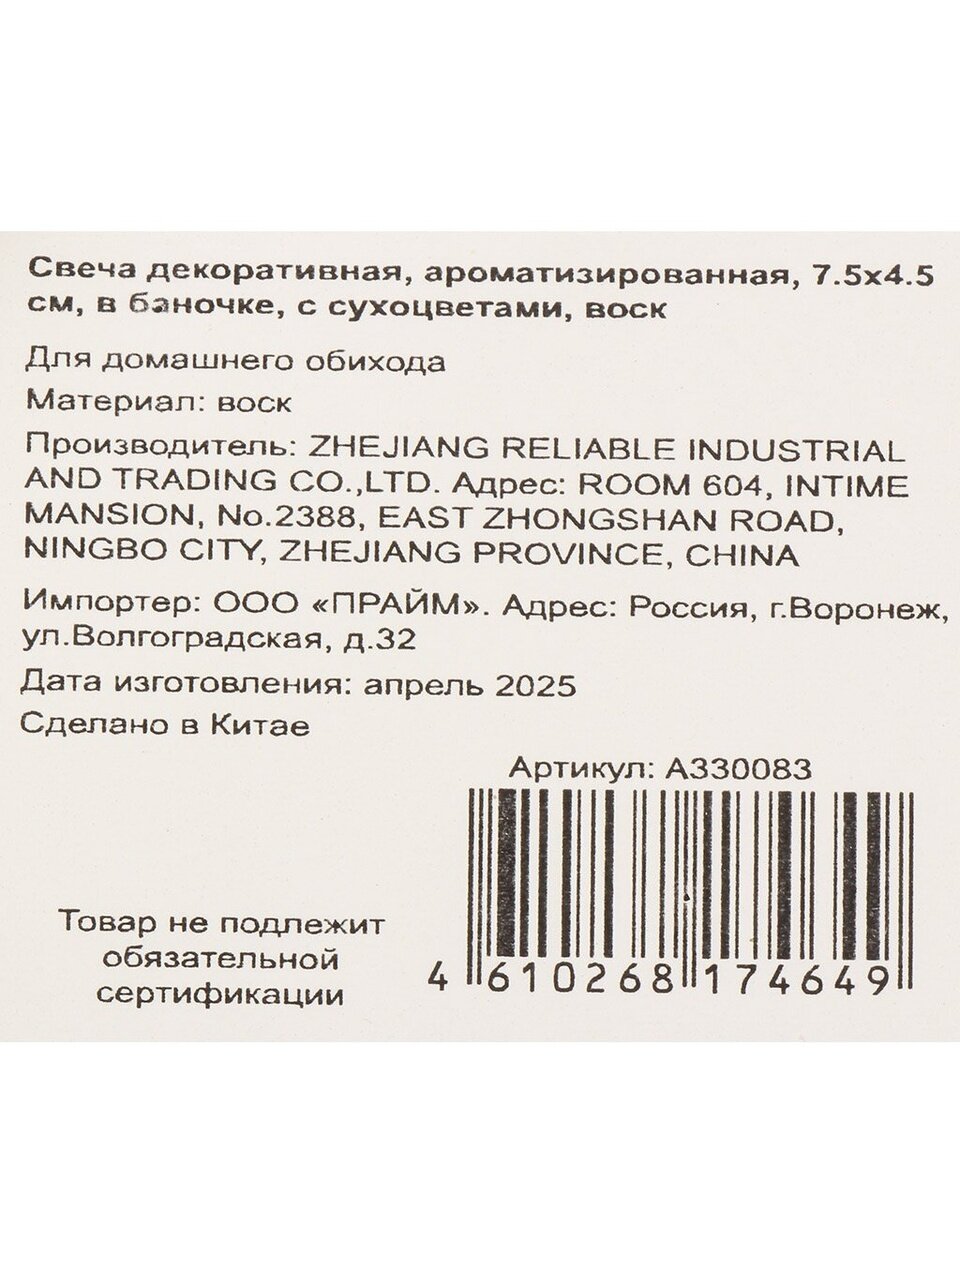 Свеча декоративная, ароматизированная, 7.5х4.5
см, в баночке, с сухоцветами, воск
Для домашнего обихода
Материал: воск
Производитель: ZHEJIANG RELIABLE INDUSTRIAL
AND TRADING CO.,LTD. Адрес: ROOM 604, INTIME
MANSION, No.2388, EAST ZHONGSHAN ROAD,
NINGBO CITY, ZHEJIANG PROVINCE, CHINA
Импортер: ООО «ПРАЙМ». Адрес: Россия, г.Воронеж,
ул.Волгоградская, д.32
Дата изготовления: апрель 2025
Сделано в Китае
Артикул: А330083
Товар не подлежит
обязательной
сертификации
4 610268 174649